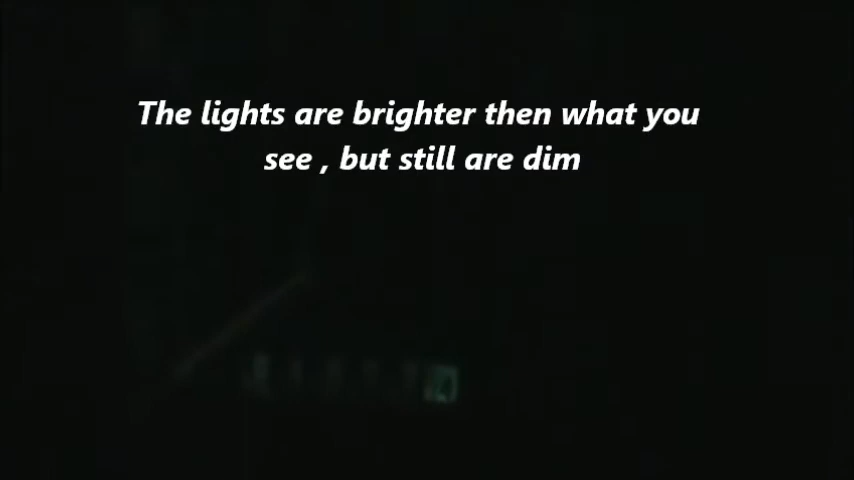 The lights are brighter then what you
see , but still are dim